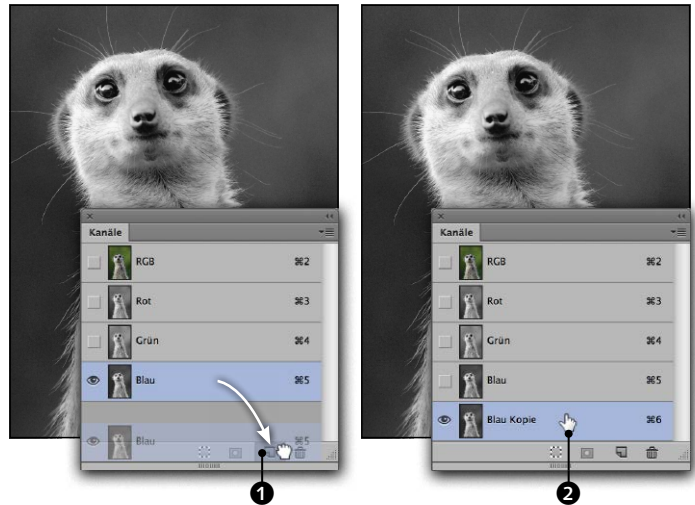 Kanäle
RGB ⌘2
Rot ⌘3
Grün ⌘4
Blau ⌘5
Blau ⌘5
1
Kanäle
RGB ⌘2
Rot ⌘3
Grün ⌘4
Blau ⌘5
Blau Kopie ⌘6
2